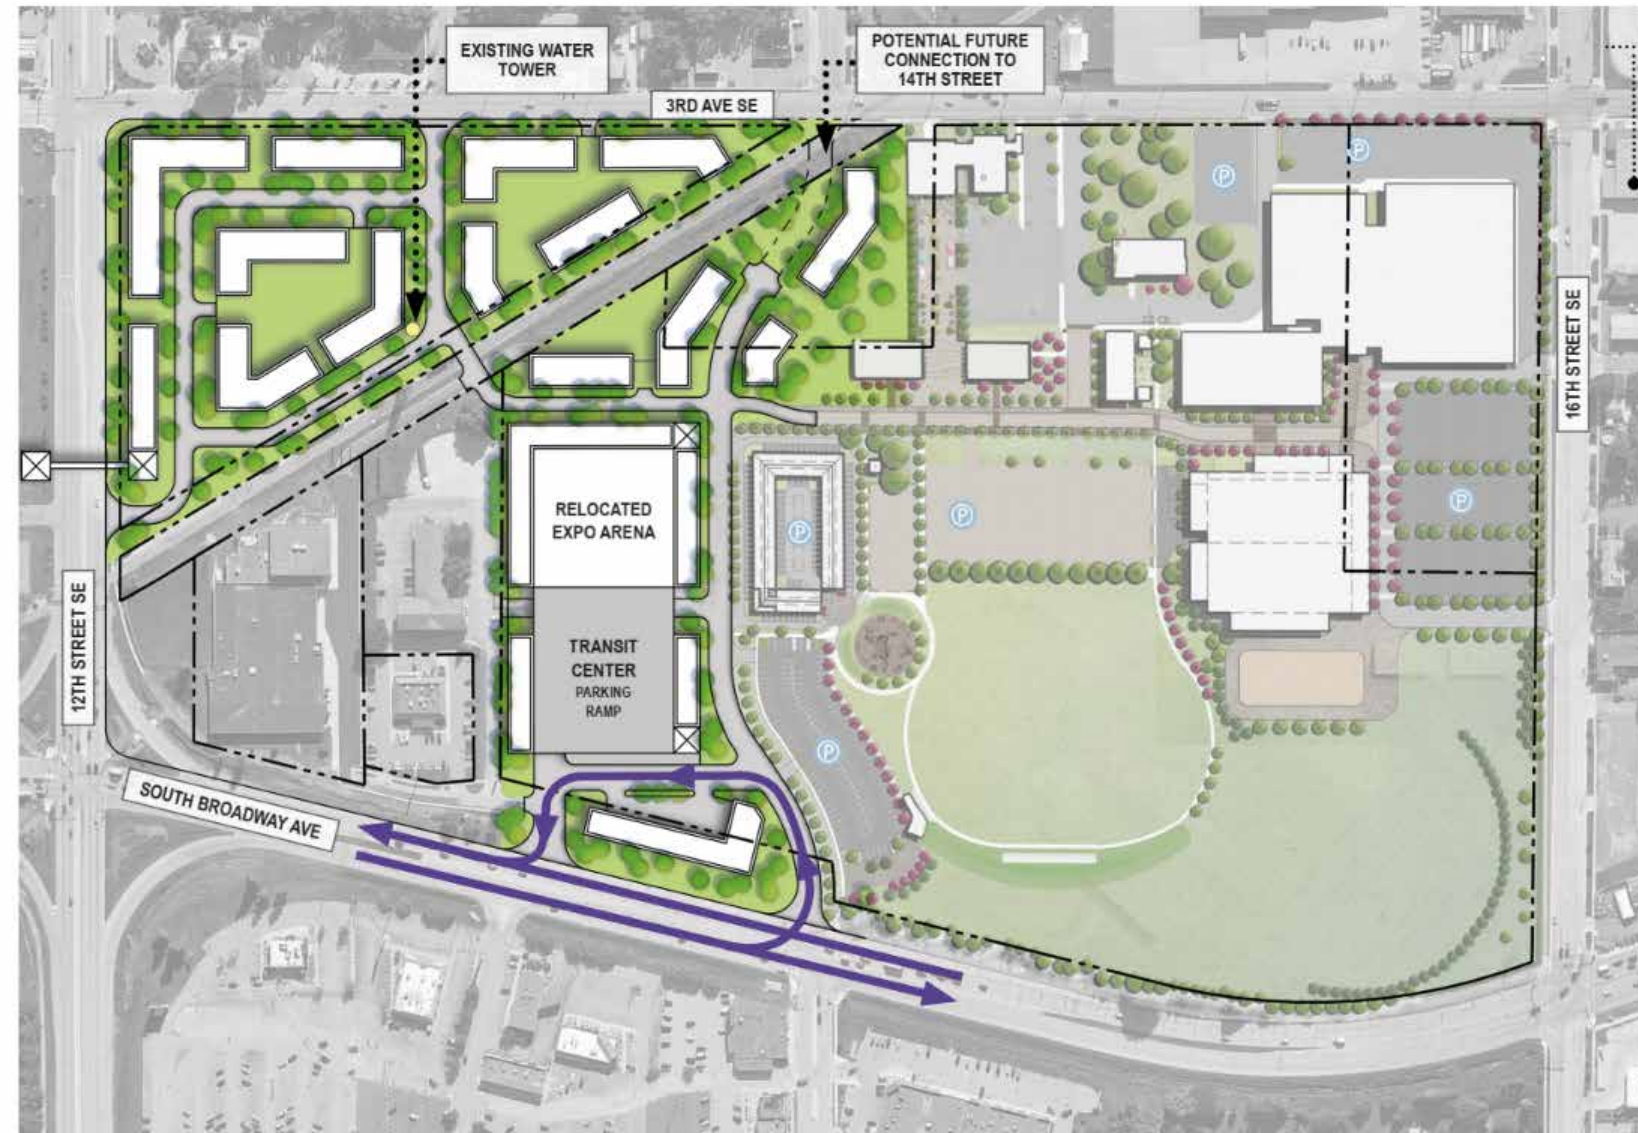 EXISTING WATER
TOWER
POTENTIAL FUTURE
CONNECTION TO
14TH STREET
3RD AVE SE
P
P
16TH STREET SE
RELOCATED
EXPO ARENA
P
P
P
12TH STREET SE
TRANSIT
CENTER
PARKING
RAMP
P
SOUTH BROADWAY AVE